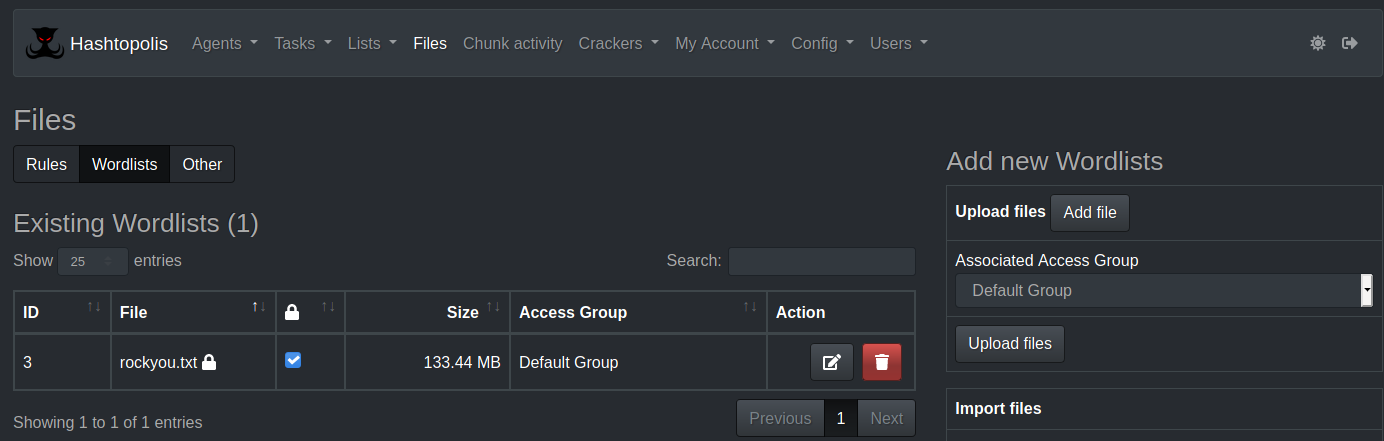 Hashtopolis Agents Tasks Lists Files Chunk activity Crackers My Account Config Users
Files
Rules Wordlists Other
Existing Wordlists (1)
Show 25 entries
Search:
ID File Size Access Group Action
3 rockyou.txt 133.44 MB Default Group
Showing 1 to 1 of 1 entries
Previous 1 Next
Add new Wordlists
Upload files Add file
Associated Access Group
Default Group
Upload files
Import files